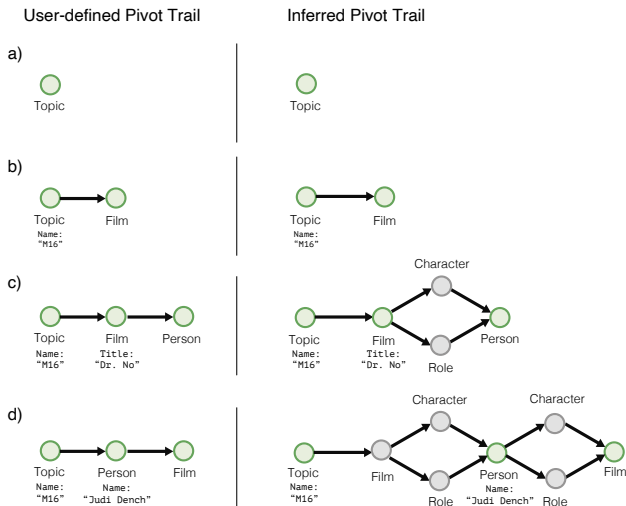 User-defined Pivot Trail
Inferred Pivot Trail
a)
Topic
Topic
b)
Topic
Film
Name:
“M16”
Topic
Film
Name:
“M16”
c)
Topic
Film
Person
Name:
Title:
“M16”
“Dr. No”
Character
Topic
Film
Person
Name:
Title:
“M16”
“Dr. No”
Role
d)
Topic
Person
Film
Name:
Name:
“M16”
“Judi Dench”
Character
Character
Topic
Film
Person
Film
Name:
Name:
“M16”
Role
“Judi Dench”
Role